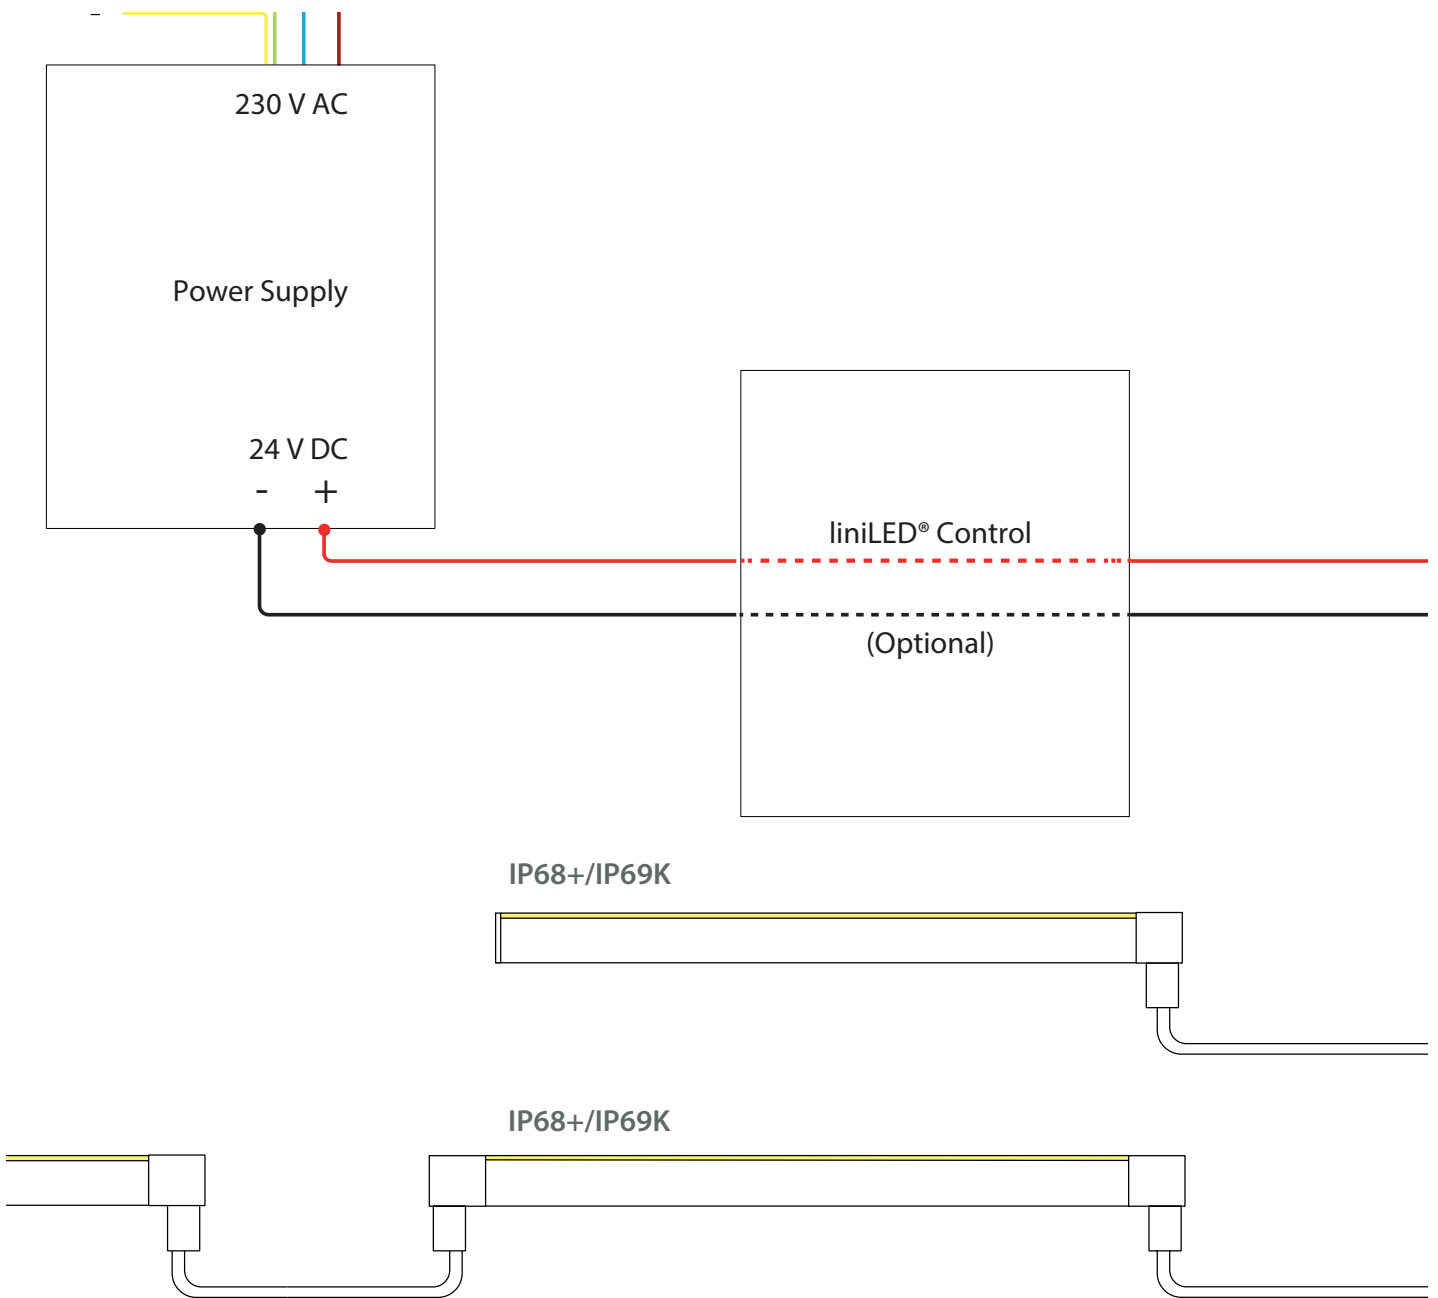 230 V AC
Power Supply
24 V DC
- +
liniLED® Control
(Optional)
IP68+/IP69K
IP68+/IP69K